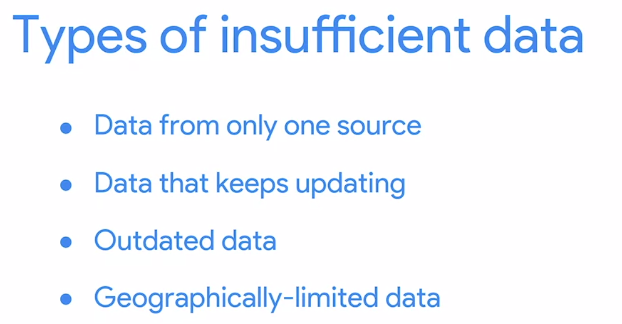 Types of insufficient data
• Data from only one source
• Data that keeps updating
• Outdated data
• Geographically-limited data